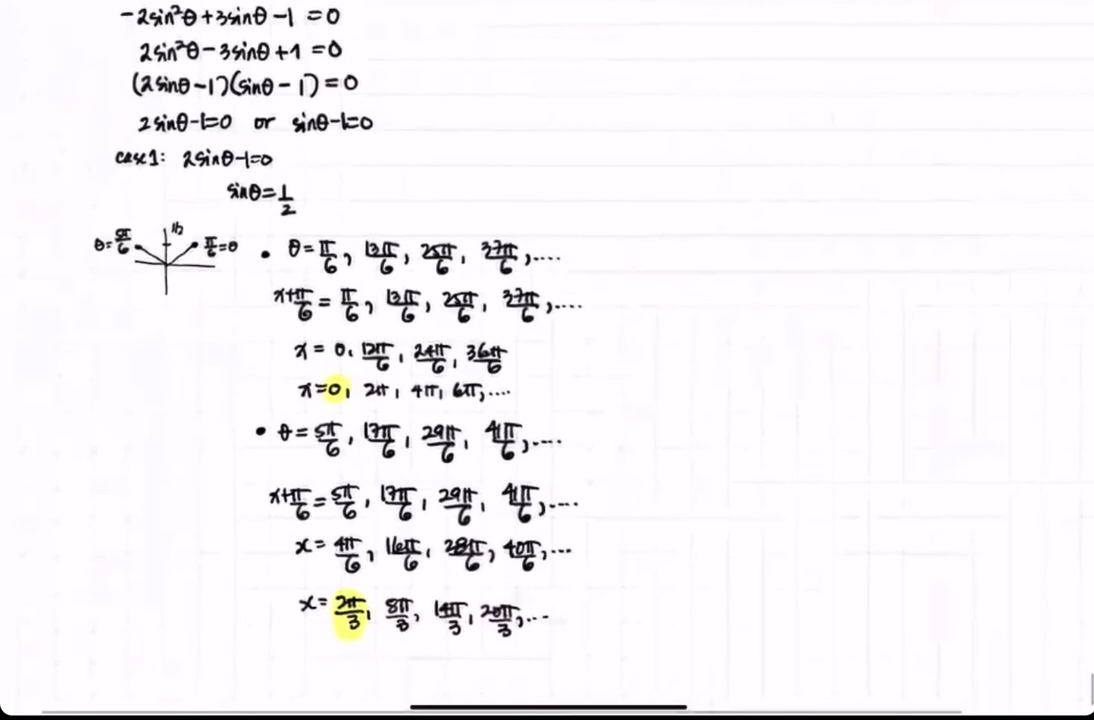 -2sin²θ+3sinθ-1=0
2sin²θ-3sinθ+1=0
(2sinθ-1)(sinθ-1)=0
2sinθ-1=0 or sinθ-1=0
case1: 2sinθ-1=0
sinθ=1/2
θ=5π/6 1/2 π/6=θ
• θ=π/6, 13π/6, 25π/6, 37π/6,....
x+π/6=π/6, 13π/6, 25π/6, 37π/6,....
x=0, 12π/6, 24π/6, 36π/6
x=0, 2π, 4π, 6π,....
• θ=5π/6, 17π/6, 29π/6, 41π/6,....
x+π/6=5π/6, 17π/6, 29π/6, 41π/6,....
x=4π/6, 16π/6, 28π/6, 40π/6,...
x=2π/3, 8π/3, 14π/3, 20π/3,...